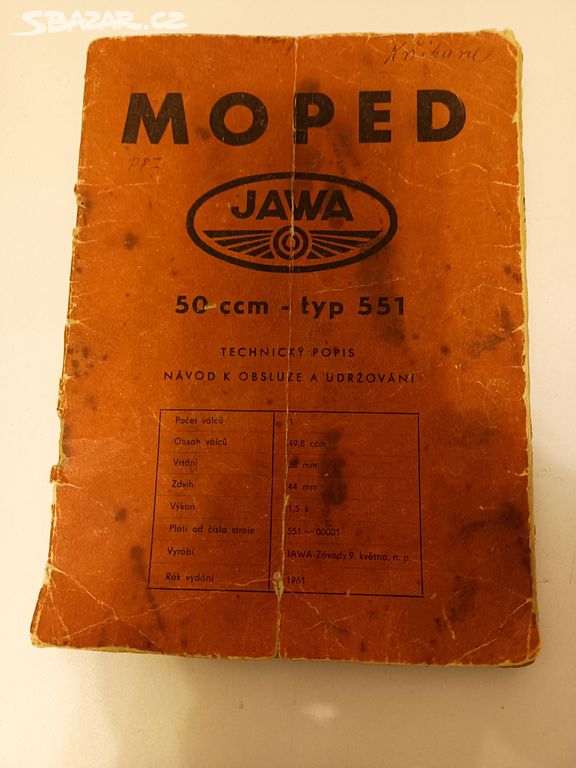 SBAZAR.CZ
MOPED
JAWA
50 ccm - typ 551
TECHNICKÝ POPIS
NÁVOD K OBSLUZE A UDRŽOVÁNÍ
Počet válců 1
Obsah válců 49,8 ccm
Vrtání 38 mm
Zdvih 44 mm
Výkon 1,5 k
Platí od čísla stroje 551—00001
Vyrábí JAWA-Závody 9. května, n. p.
Rok vydání 1961